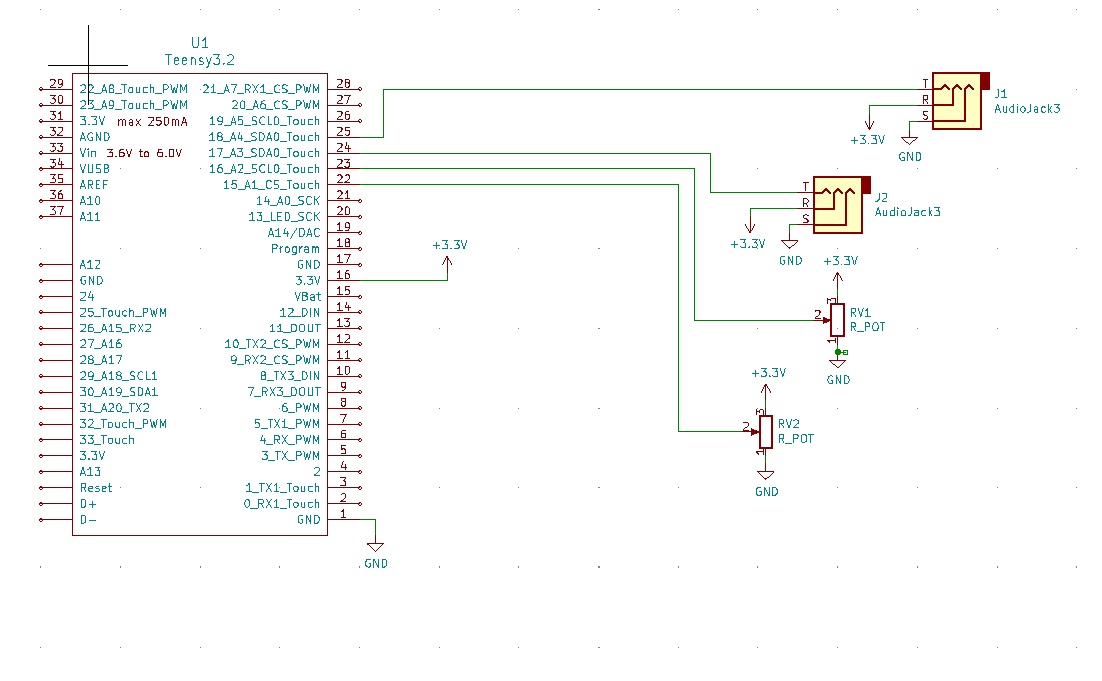 U1
Teensy3.2
29 22_A8_Touch_PWM 21_A7_RX1_CS_PWM 28
30 23_A9_Touch_PWM 20_A6_CS_PWM 27
31 3.3V max 250mA 19_A5_SCL0_Touch 26
32 AGND 18_A4_SDA0_Touch 25
33 Vin 3.6V to 6.0V 17_A3_SDA0_Touch 24
34 VUSB 16_A2_SCL0_Touch 23
35 AREF 15_A1_CS_Touch 22
36 A10 14_A0_SCK 21
37 A11 13_LED_SCK 20
A14/DAC 19
Program 18
A12 GND 17
GND 3.3V 16
24 VBat 15
25_Touch_PWM 12_DIN 14
26_A15_RX2 11_DOUT 13
27_A16 10_TX2_CS_PWM 12
28_A17 9_RX2_CS_PWM 11
29_A18_SCL1 8_TX3_DIN 10
30_A19_SDA1 7_RX3_DOUT 9
31_A20_TX2 6_PWM 8
32_Touch_PWM 5_TX1_PWM 7
33_Touch 4_RX_PWM 6
3.3V 3_TX_PWM 5
A13 2 4
Reset 1_TX1_Touch 3
D+ 0_RX1_Touch 2
D- GND 1
GND
+3.3V
T
R
S
J1
AudioJack3
+3.3V
GND
T
R
S
J2
AudioJack3
+3.3V
GND
+3.3V
3
2
1
RV1
R_POT
GND
+3.3V
3
2
1
RV2
R_POT
GND